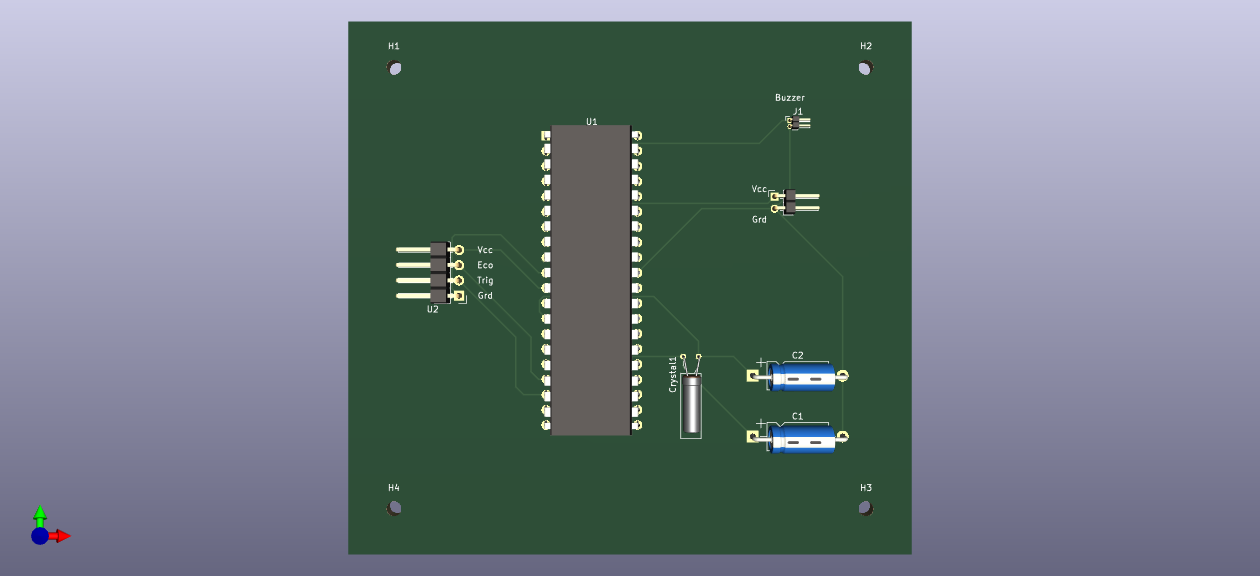 H1
H2
Buzzer
J1
U1
Vcc
Grd
Vcc
Eco
Trig
Grd
U2
C2
Crystal1
C1
H4
H3